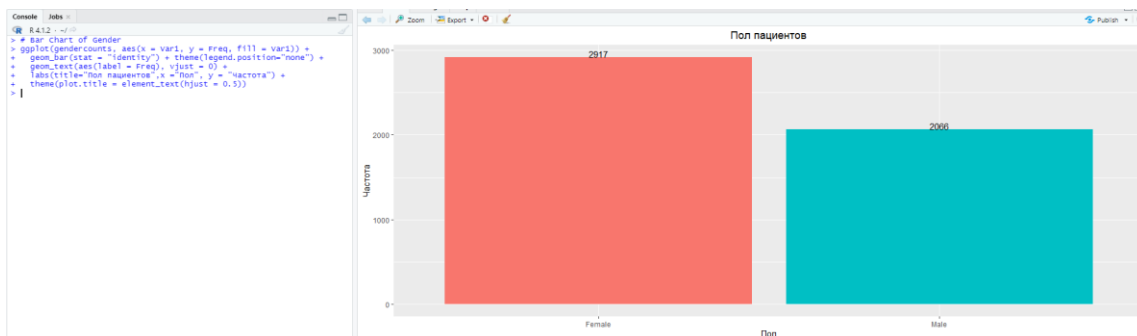 Console Jobs ×
R 4.1.2 · ~/
> # Bar Chart of Gender
> ggplot(gendercounts, aes(x = Var1, y = Freq, fill = Var1)) +
+   geom_bar(stat = "identity") + theme(legend.position="none") +
+   geom_text(aes(label = Freq), vjust = 0) +
+   labs(title="Пол пациентов",x ="Пол", y = "Частота") +
+   theme(plot.title = element_text(hjust = 0.5))
>
Zoom Export Publish
Пол пациентов
3000
2917
2066
2000
Частота
1000
0
Female Male
Пол